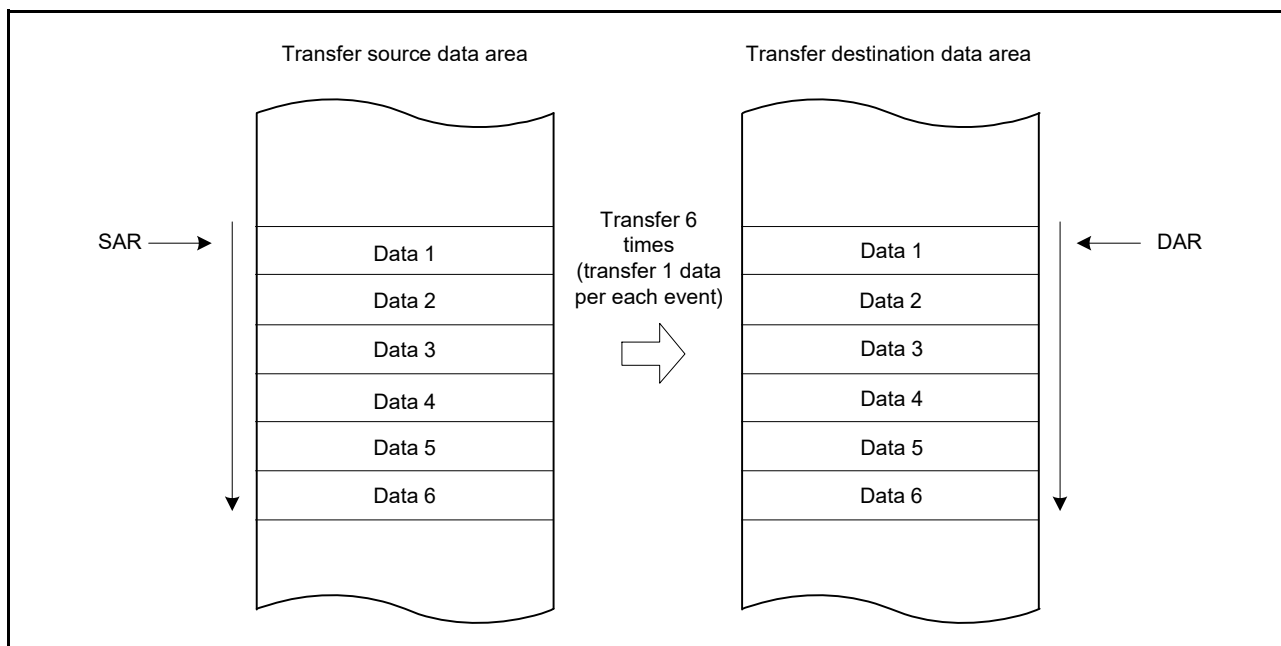 Transfer source data area
Transfer destination data area
SAR
Data 1
Data 2
Data 3
Data 4
Data 5
Data 6
Transfer 6
times
(transfer 1 data
per each event)
DAR
Data 1
Data 2
Data 3
Data 4
Data 5
Data 6